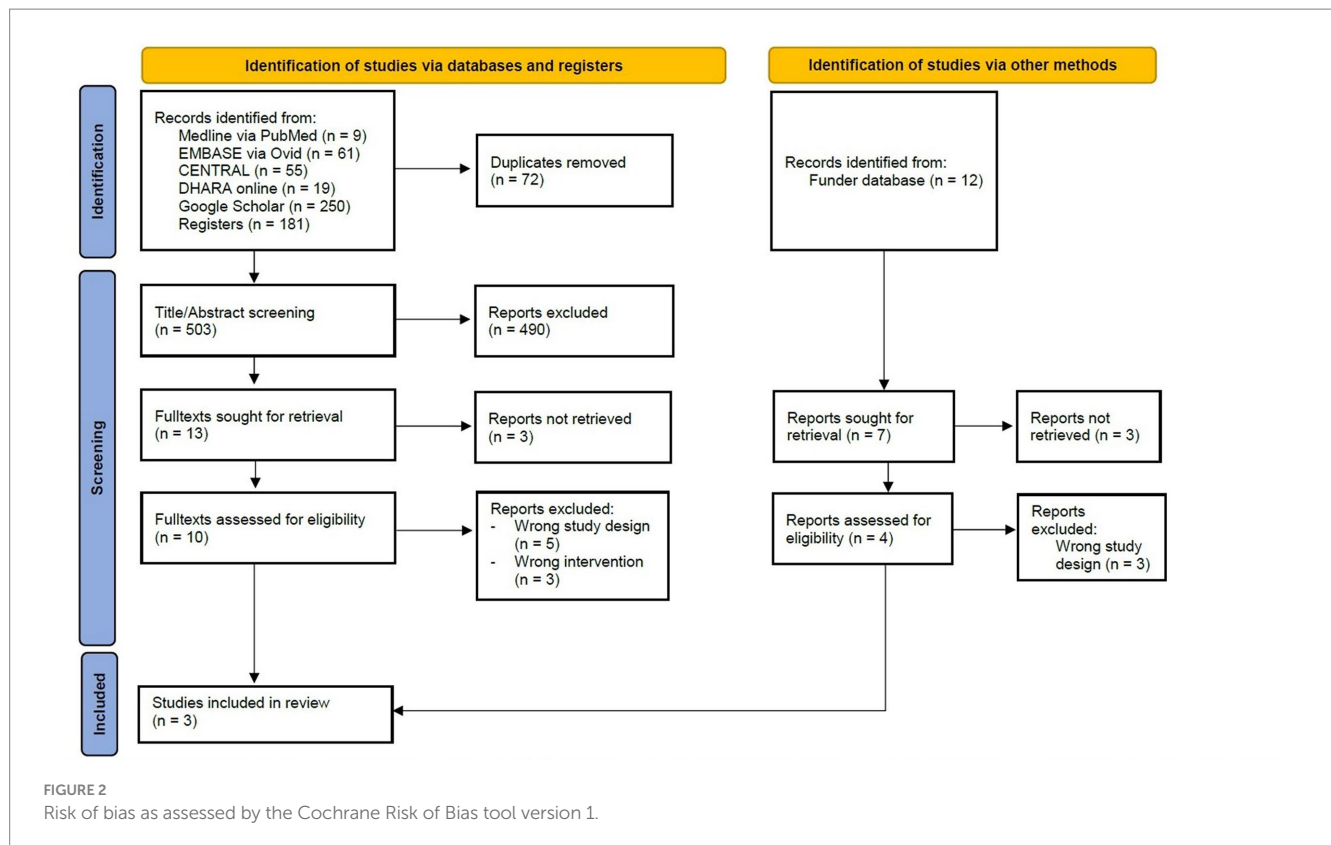 Identification of studies via databases and registers
Identification of studies via other methods
Identification
Records identified from:
Medline via PubMed (n = 9)
EMBASE via Ovid (n = 61)
CENTRAL (n = 55)
DHARA online (n = 19)
Google Scholar (n = 250)
Registers (n = 181)
Duplicates removed
(n = 72)
Records identified from:
Funder database (n = 12)
Screening
Title/Abstract screening
(n = 503)
Reports excluded
(n = 490)
Fulltexts sought for retrieval
(n = 13)
Reports not retrieved
(n = 3)
Reports sought for
retrieval (n = 7)
Reports not
retrieved (n = 3)
Fulltexts assessed for eligibility
(n = 10)
Reports excluded:
- Wrong study design
(n = 5)
- Wrong intervention
(n = 3)
Reports assessed for
eligibility (n = 4)
Reports
excluded:
Wrong study
design (n = 3)
Included
Studies included in review
(n = 3)
FIGURE 2
Risk of bias as assessed by the Cochrane Risk of Bias tool version 1.